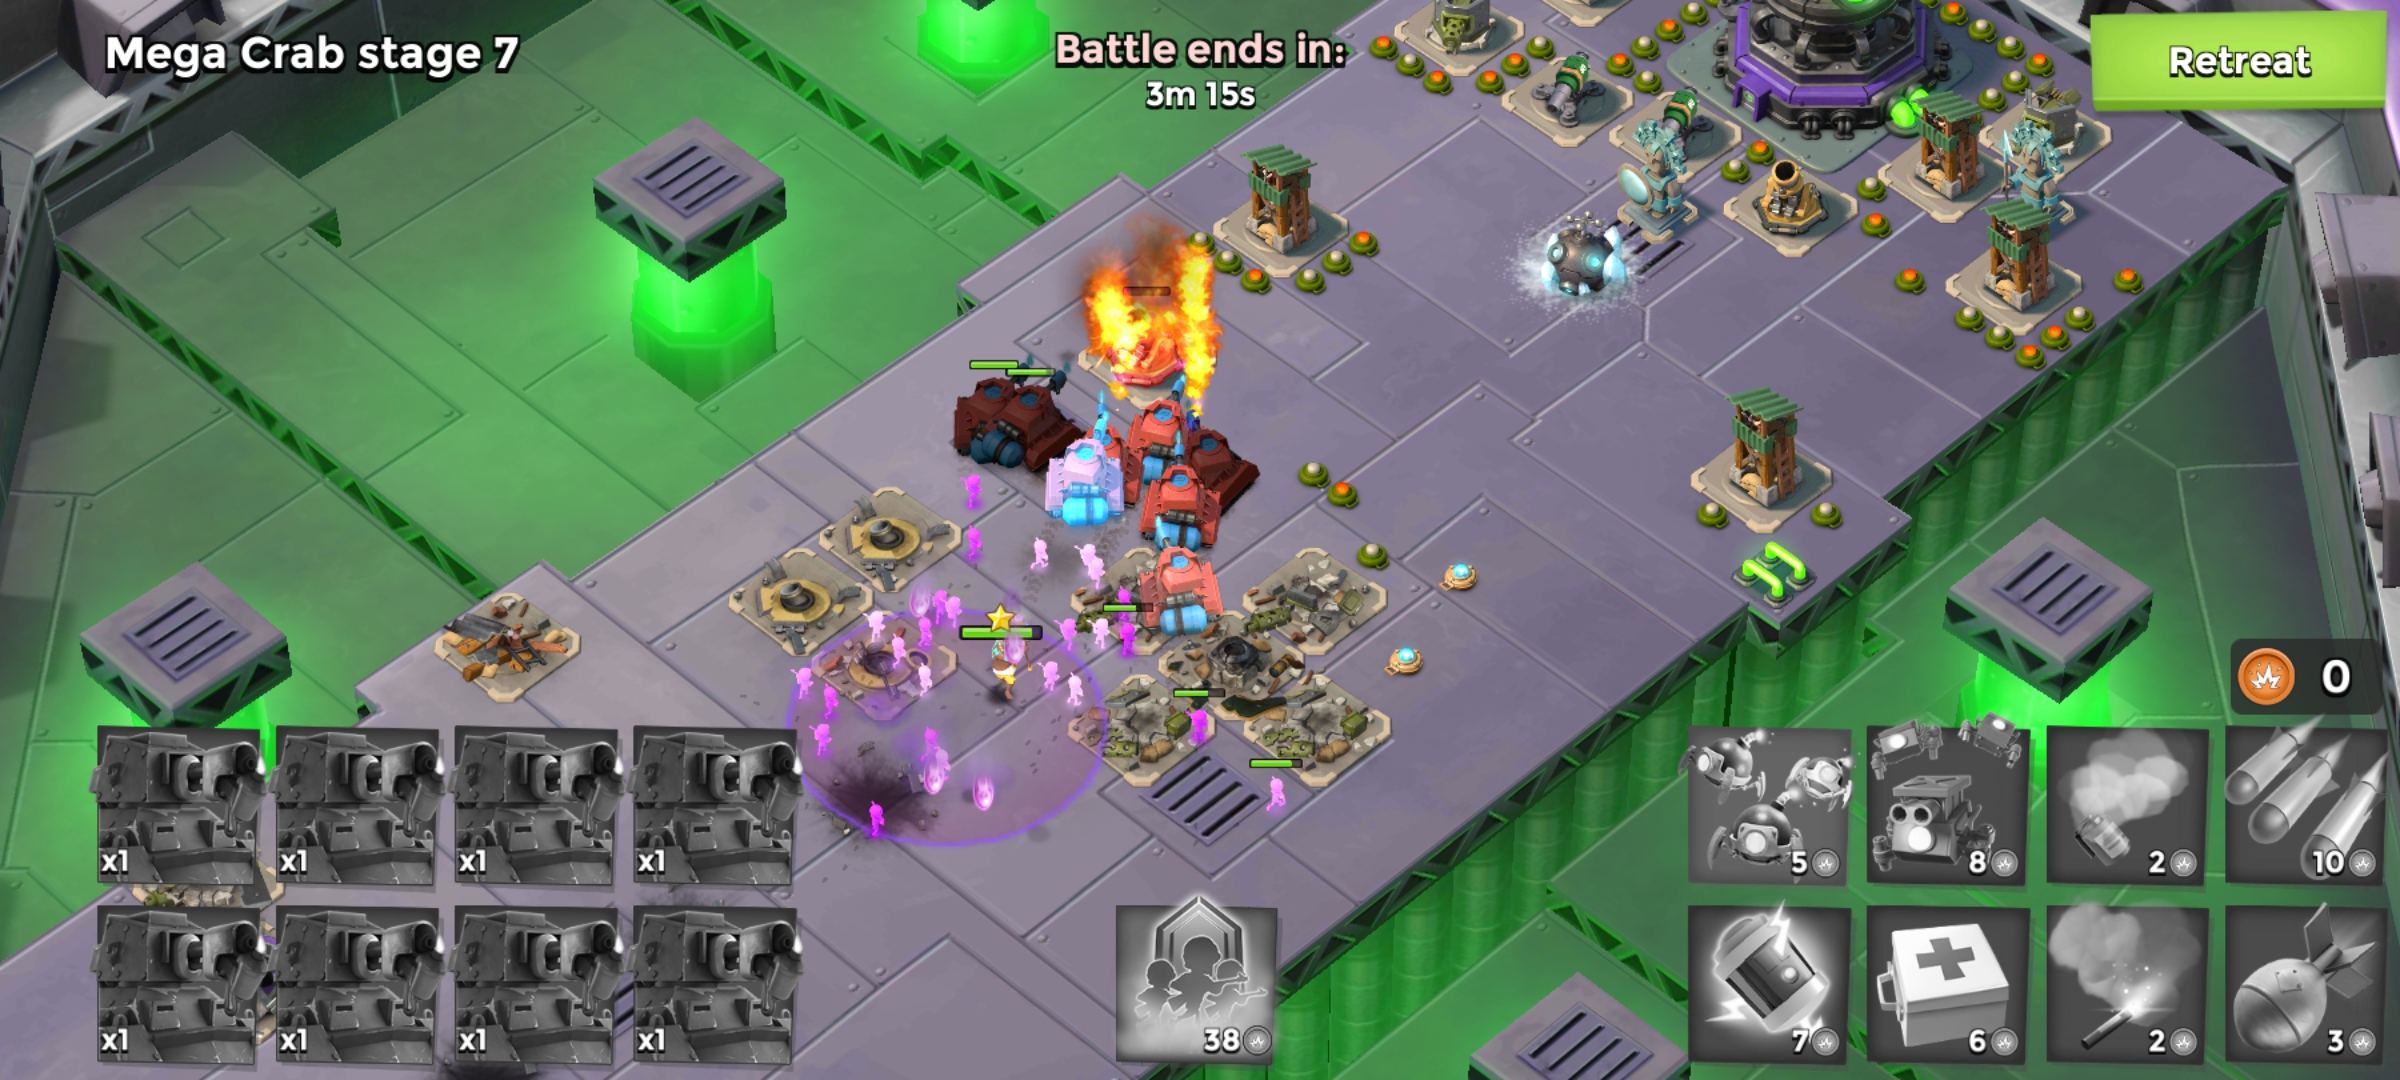 Mega Crab stage 7
Battle ends in:
3m 15s
Retreat
0
x1
x1
x1
x1
5
8
2
10
x1
x1
x1
x1
38
7
6
2
3